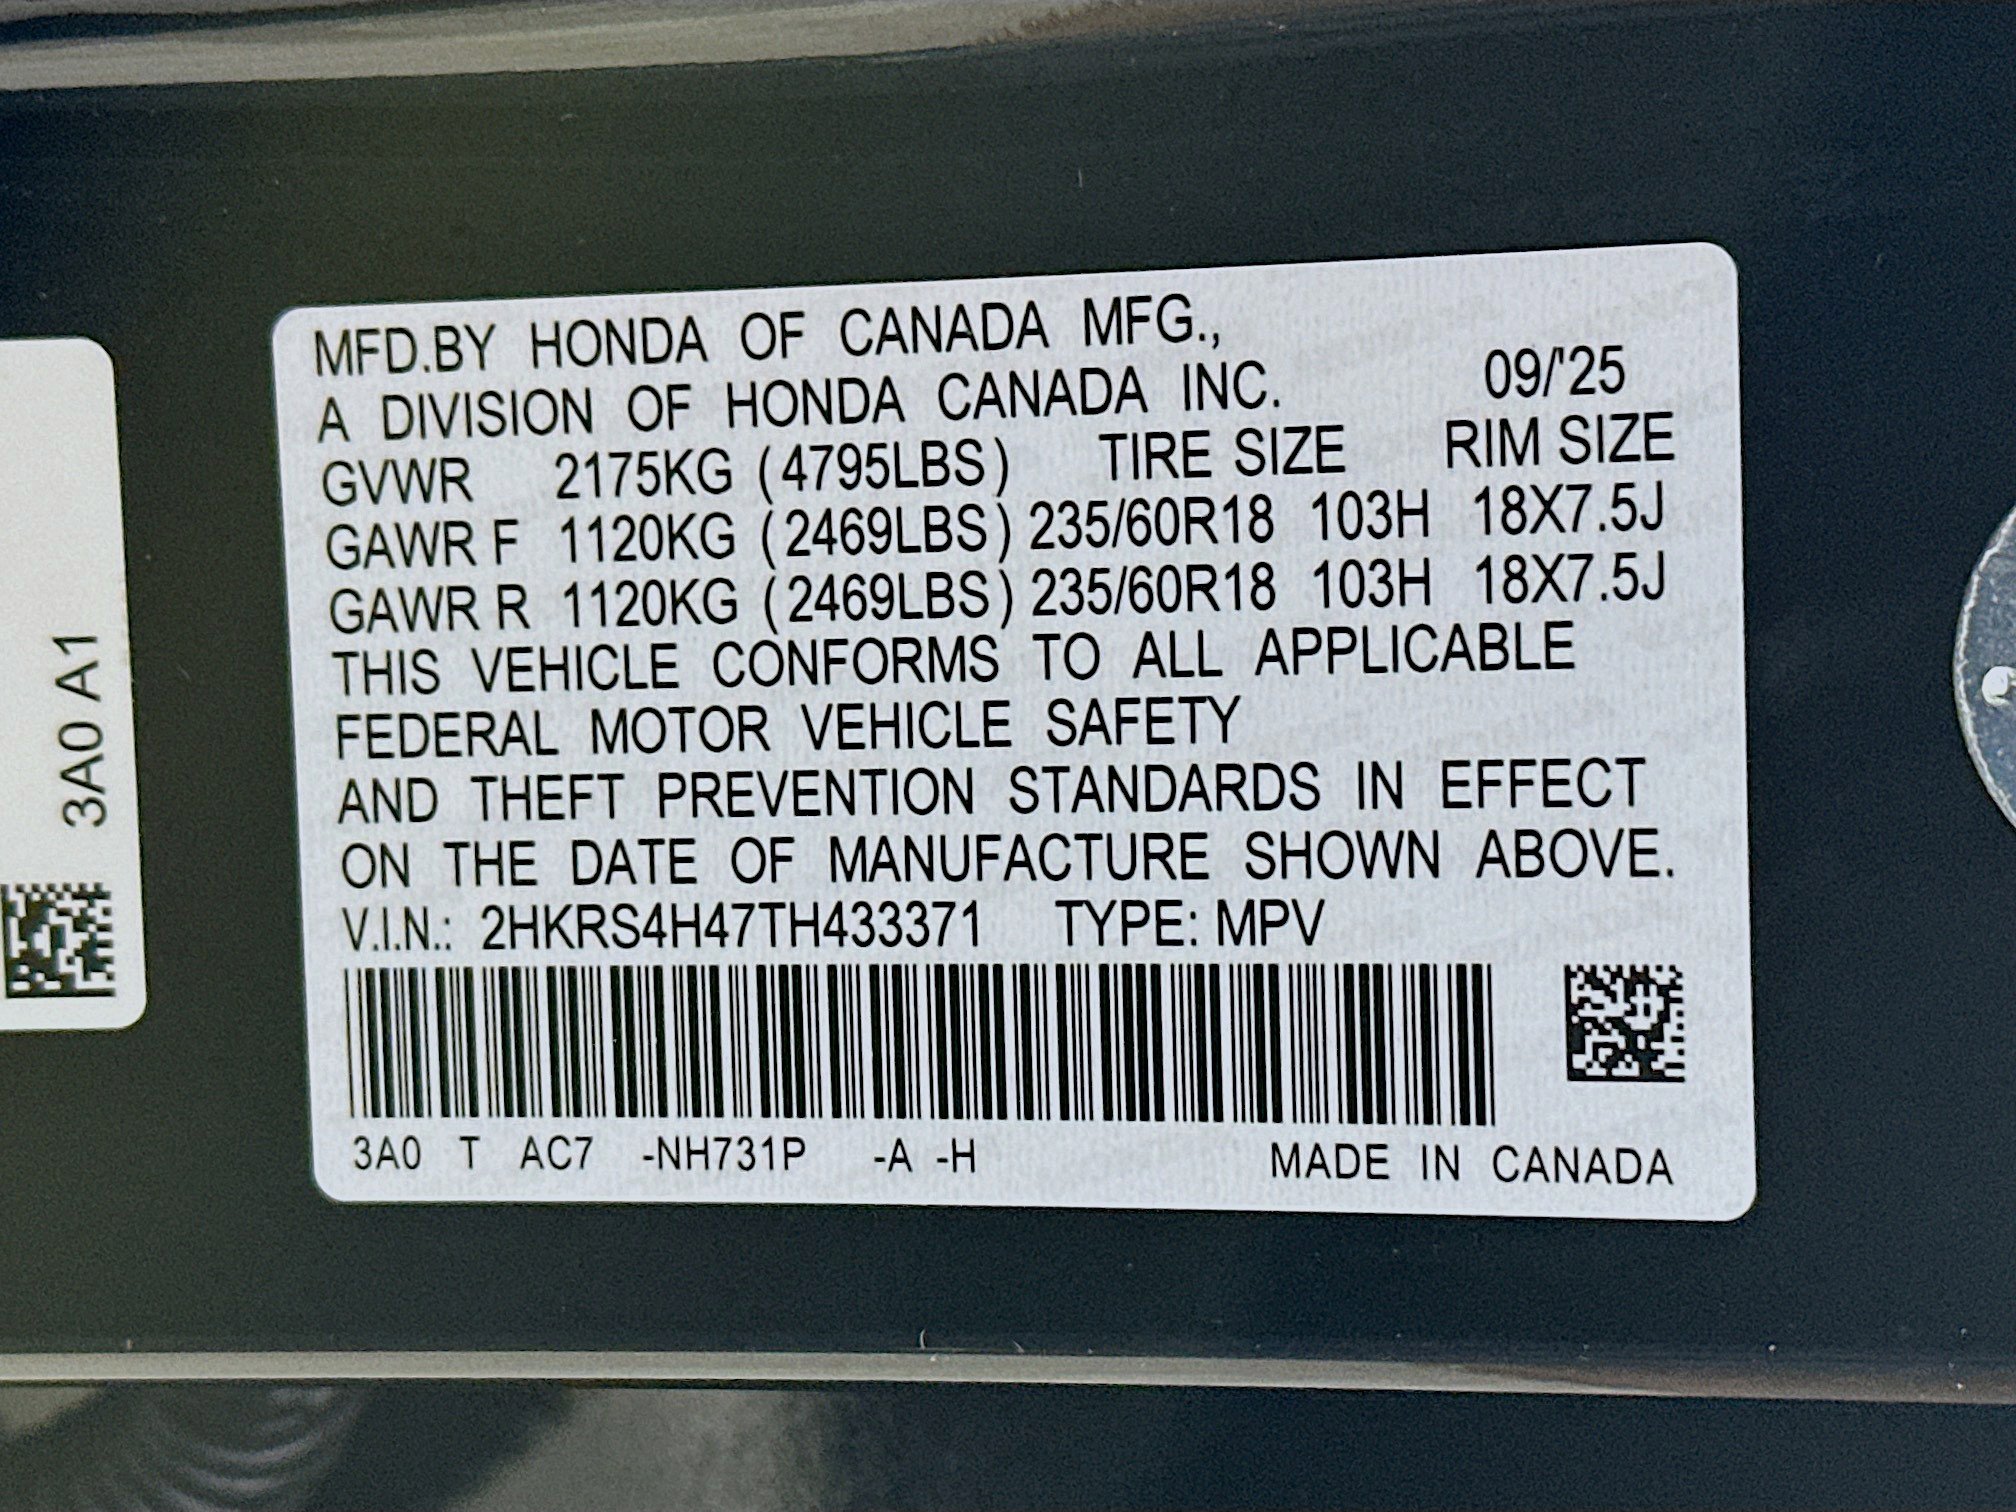 MFD.BY HONDA OF CANADA MFG.,
A DIVISION OF HONDA CANADA INC. 09/'25
GVWR 2175KG (4795LBS) TIRE SIZE RIM SIZE
GAWR F 1120KG (2469LBS) 235/60R18 103H 18X7.5J
GAWR R 1120KG (2469LBS) 235/60R18 103H 18X7.5J
THIS VEHICLE CONFORMS TO ALL APPLICABLE
FEDERAL MOTOR VEHICLE SAFETY
AND THEFT PREVENTION STANDARDS IN EFFECT
ON THE DATE OF MANUFACTURE SHOWN ABOVE.
V.I.N.: 2HKRS4H47TH433371 TYPE: MPV
3A0 T AC7 -NH731P -A -H MADE IN CANADA
3A0 A1